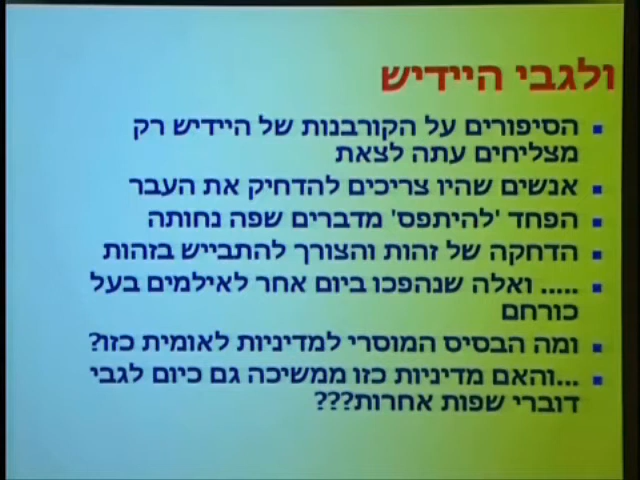 ולגבי היידיש
הסיפורים על הקורבנות של היידיש רק
מצליחים עתה לצאת
אנשים שהיו צריכים להדחיק את העבר
הפחד 'להיתפס' מדברים שפה נחותה
הדחקה של זהות והצורך להתבייש בזהות
..... ואלה שנהפכו ביום אחר לאילמים בעל
כורחם
ומה הבסיס המוסרי למדיניות לאומית כזו?
...והאם מדיניות כזו ממשיכה גם כיום לגבי
דוברי שפות אחרות???